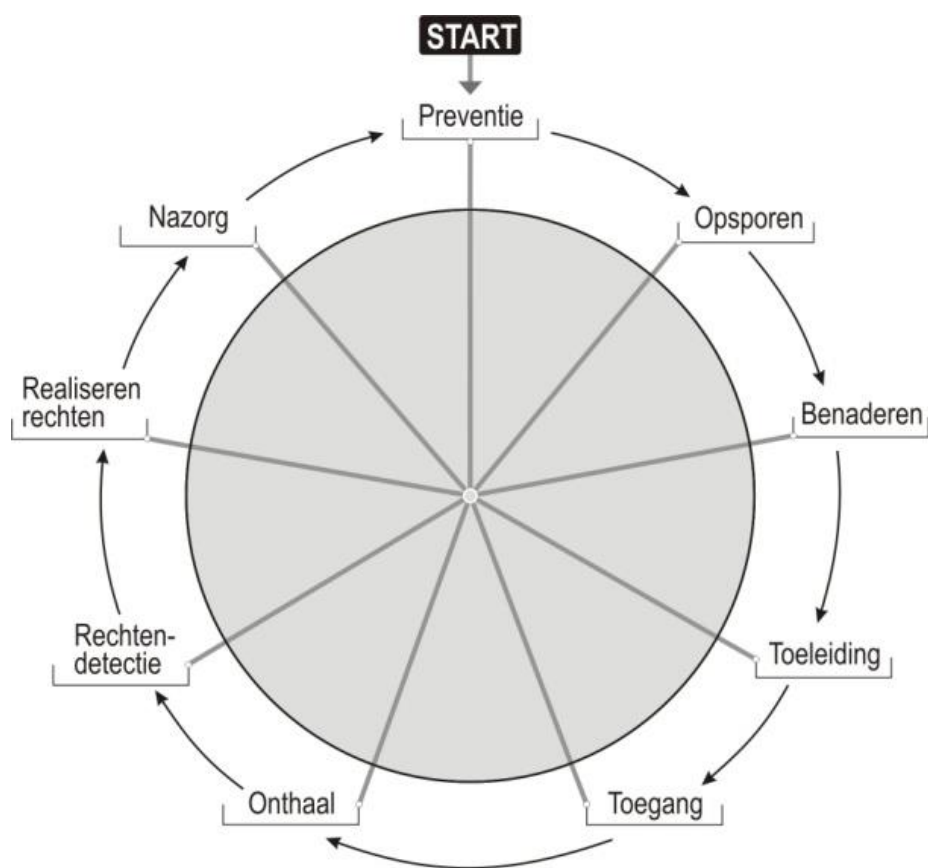 START
Preventie
Opsporen
Benaderen
Toeleiding
Toegang
Onthaal
Rechten-
detectie
Realiseren
rechten
Nazorg